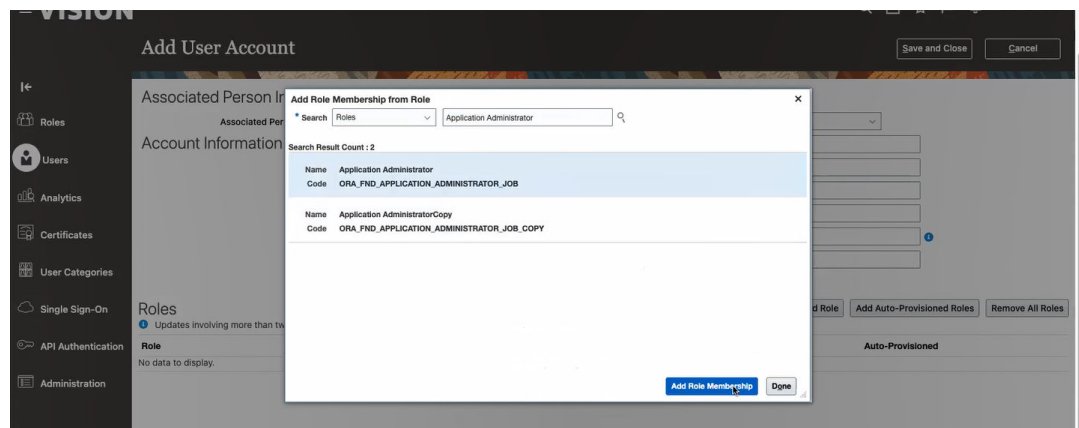 VISION
Add User Account
Save and Close
Cancel
Roles
Users
Analytics
Certificates
User Categories
Single Sign-On
API Authentication
Administration
Associated Person
Associated
Account Information
Add Role Membership from Role
* Search Roles Application Administrator
Search Result Count : 2
Name Application Administrator
Code ORA_FND_APPLICATION_ADMINISTRATOR_JOB
Name Application AdministratorCopy
Code ORA_FND_APPLICATION_ADMINISTRATOR_JOB_COPY
Add Role Membership
Done
Roles
Role Add Auto-Provisioned Roles Remove All Roles
Updates involving more than
Role Auto-Provisioned
No data to display.